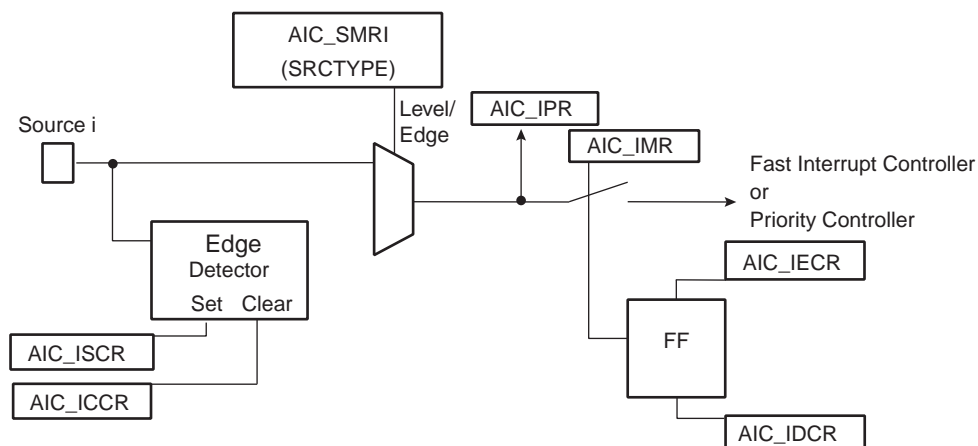 AIC_SMRI
(SRCTYPE)
Source i
Level/
Edge
AIC_IPR
AIC_IMR
Fast Interrupt Controller
or
Priority Controller
Edge
Detector
Set Clear
AIC_IECR
FF
AIC_ISCR
AIC_ICCR
AIC_IDCR